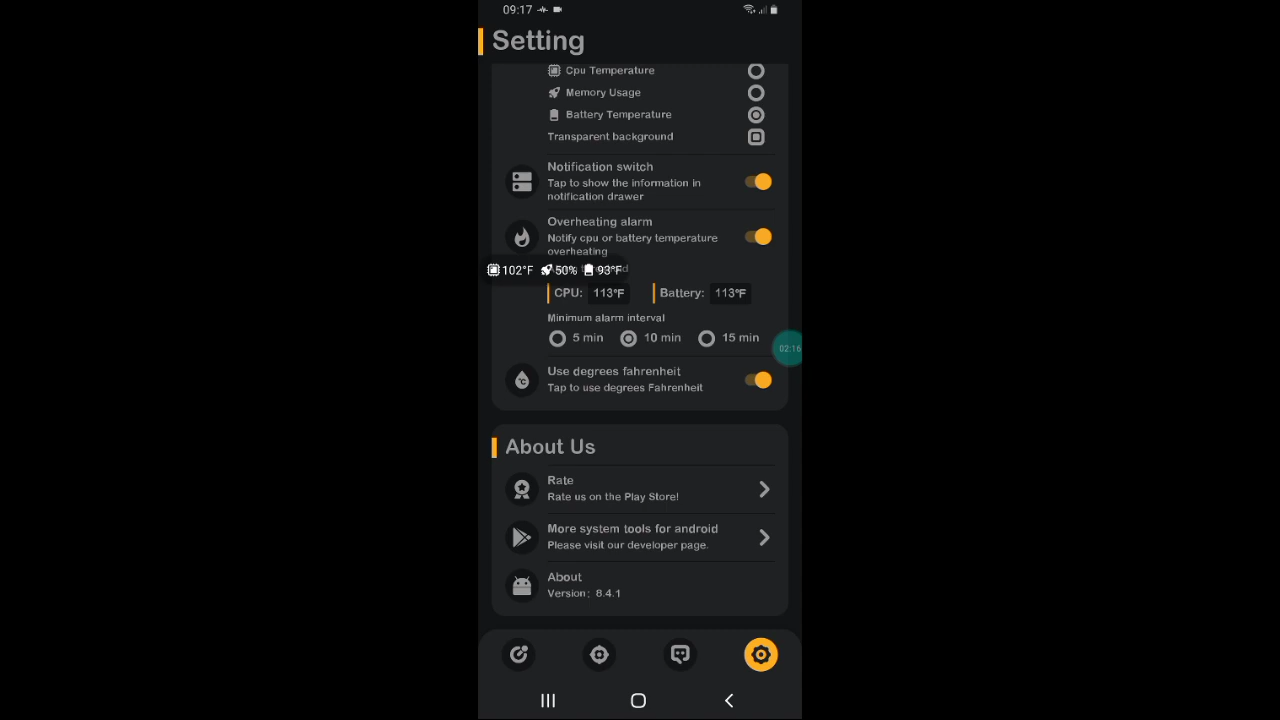 09:17
Setting
Cpu Temperature
Memory Usage
Battery Temperature
Transparent background
Notification switch
Tap to show the information in
notification drawer
Overheating alarm
Notify cpu or battery temperature
overheating
102°F 50% 93°F
CPU: 113°F Battery: 113°F
Minimum alarm interval
5 min 10 min 15 min
02:16
Use degrees fahrenheit
Tap to use degrees Fahrenheit
°C
About Us
Rate
Rate us on the Play Store!
More system tools for android
Please visit our developer page.
About
Version: 8.4.1